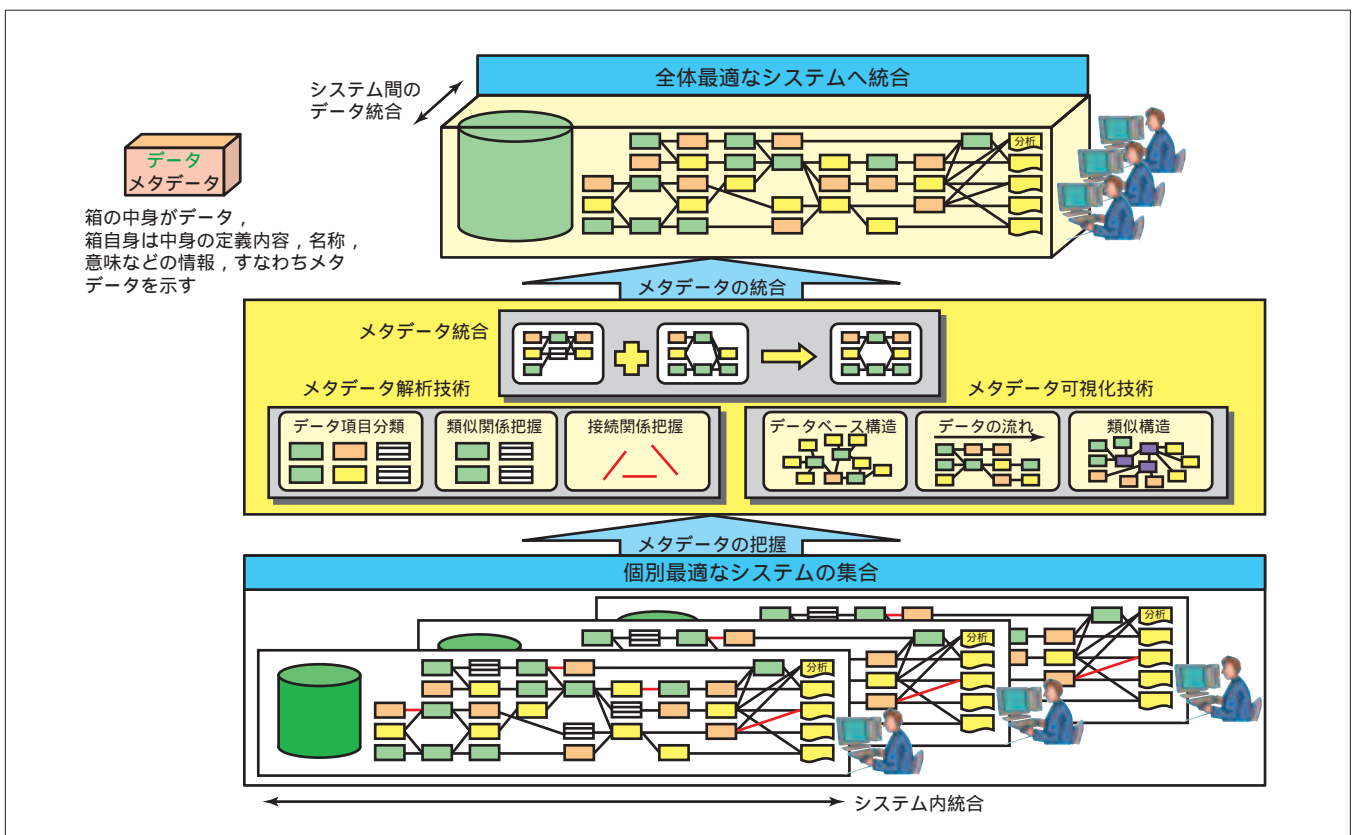 全体最適なシステムへ統合
システム間の
データ統合
分析
データ
メタデータ
箱の中身がデータ，
箱自身は中身の定義内容，名称，
意味などの情報，すなわちメタ
データを示す
メタデータの統合
メタデータ統合
メタデータ解析技術
メタデータ可視化技術
データ項目分類
類似関係把握
接続関係把握
データベース構造
データの流れ
類似構造
メタデータの把握
個別最適なシステムの集合
分析
分析
分析
システム内統合